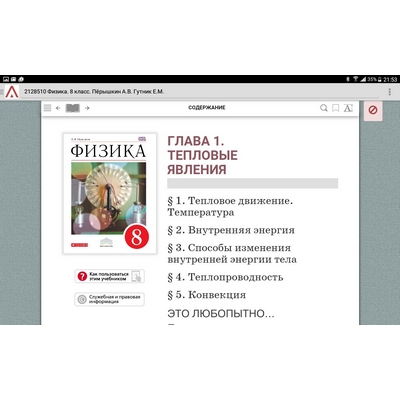 35% 21:53
2128510 Физика. 8 класс. Пёрышкин А.В. Гутник Е.М.
СОДЕРЖАНИЕ
ФИЗИКА
8
ГЛАВА 1.
ТЕПЛОВЫЕ
ЯВЛЕНИЯ
§ 1. Тепловое движение.
Температура
§ 2. Внутренняя энергия
§ 3. Способы изменения
внутренней энергии тела
§ 4. Теплопроводность
§ 5. Конвекция
ЭТО ЛЮБОПЫТНО...
? Как пользоваться
этим учебником
Служебная и правовая
информация